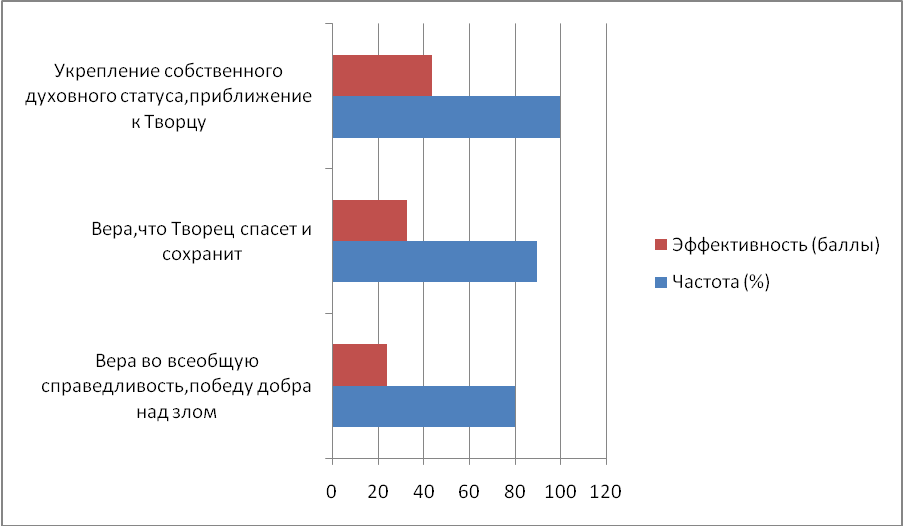 Укрепление собственного
духовного статуса,приближение
к Творцу
Вера,что Творец спасет и
сохранит
Вера во всеобщую
справедливость,победу добра
над злом
Эффективность (баллы)
Частота (%)
0 20 40 60 80 100 120